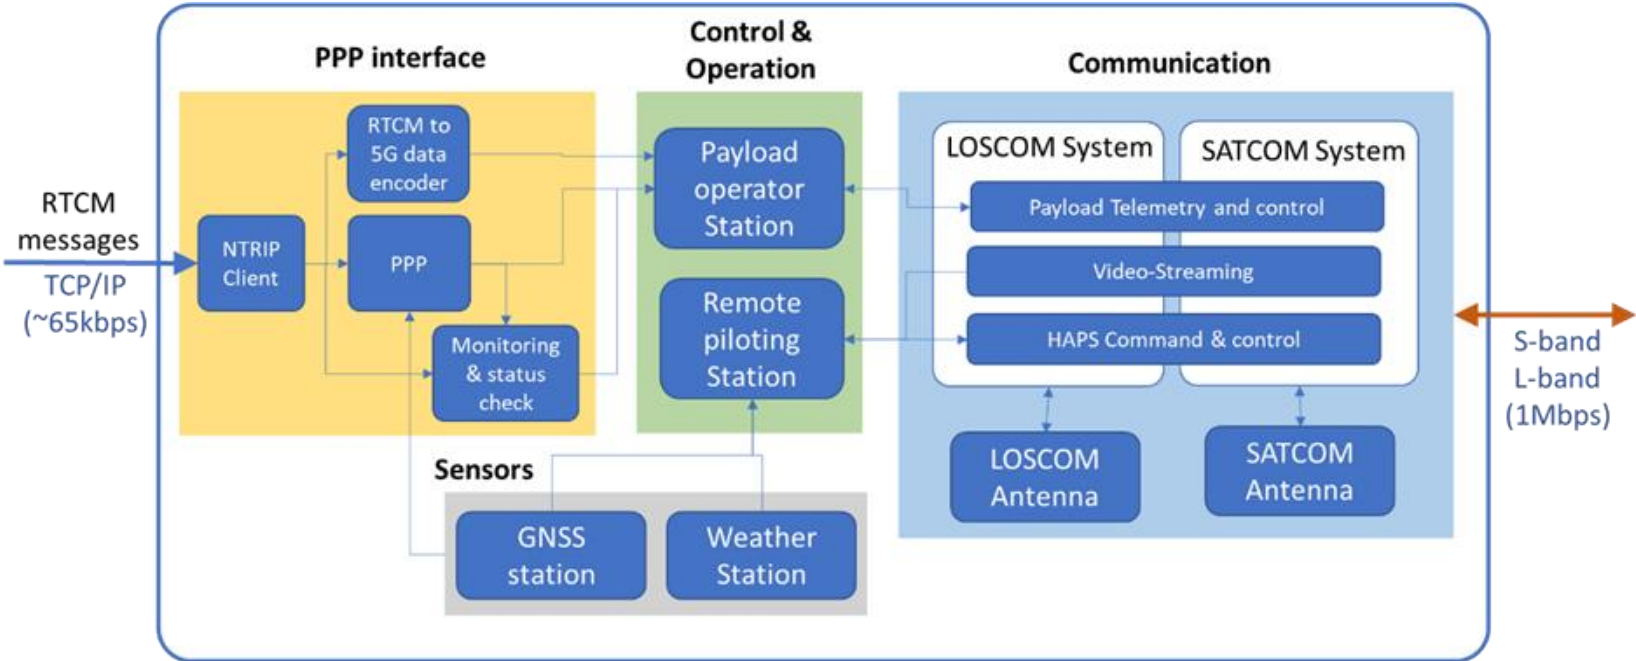 PPP interface
Control &
Operation
Communication
RTCM
messages
TCP/IP
(~65kbps)
NTRIP
Client
RTCM to
5G data
encoder
PPP
Monitoring
& status
check
Payload
operator
Station
Remote
piloting
Station
LOSCOM System
SATCOM System
Payload Telemetry and control
Video-Streaming
HAPS Command & control
LOSCOM
Antenna
SATCOM
Antenna
S-band
L-band
(1Mbps)
Sensors
GNSS
station
Weather
Station